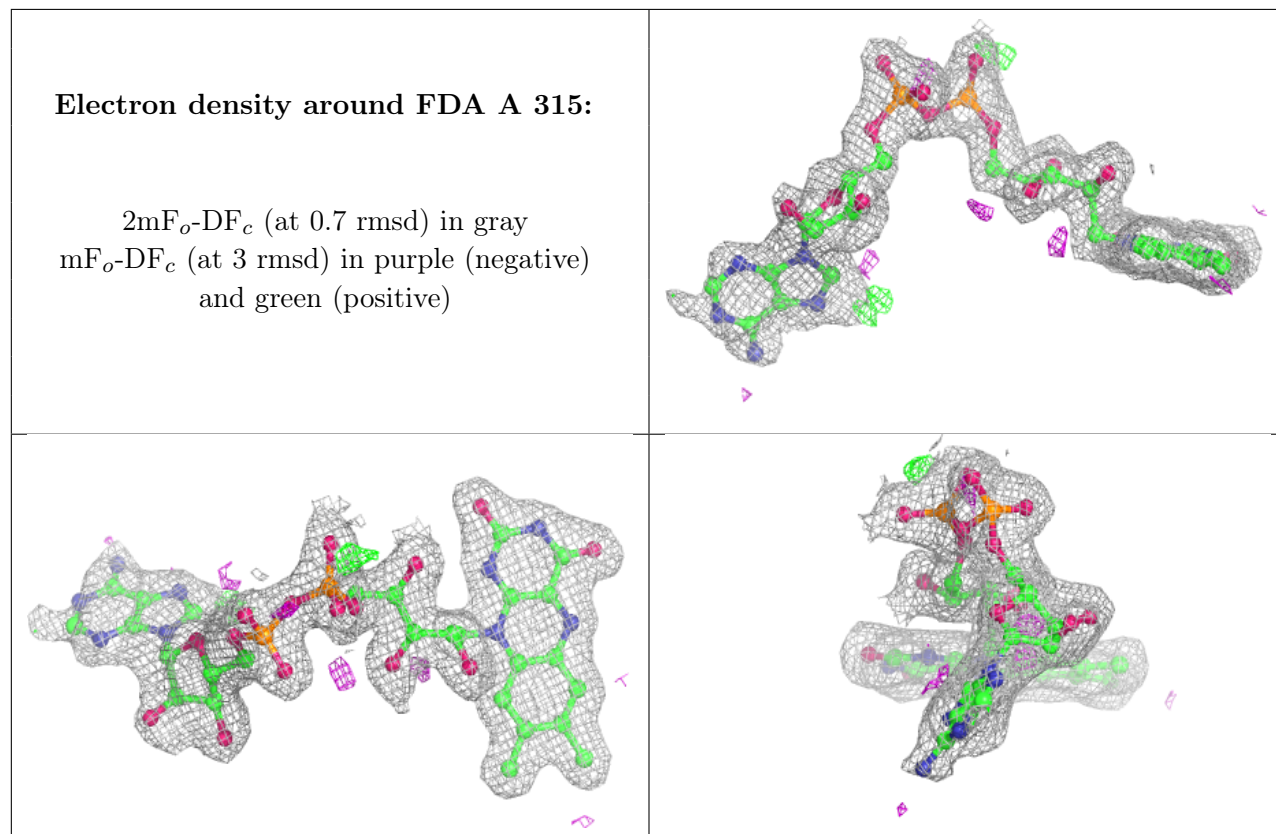 Electron density around FDA A 315:
2mFo-DFc (at 0.7 rmsd) in gray
mFo-DFc (at 3 rmsd) in purple (negative)
and green (positive)